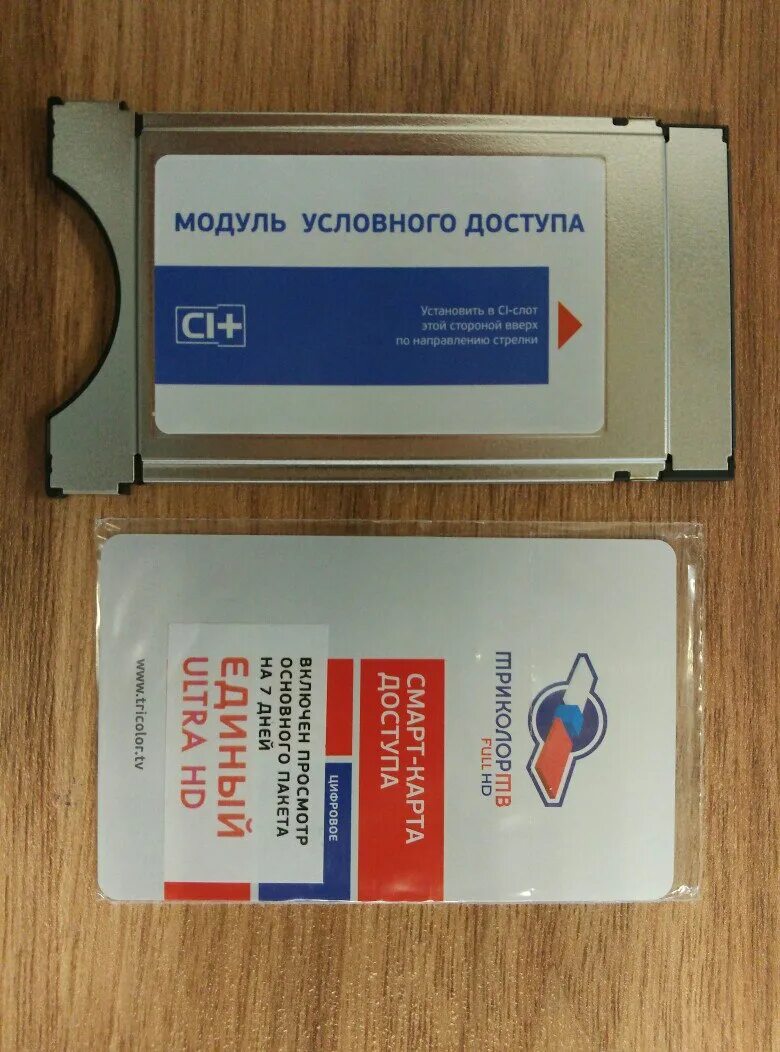 МОДУЛЬ УСЛОВНОГО ДОСТУПА
CI+
Установить в CI-слот
этой стороной вверх
по направлению стрелки
ТРИКОЛОР ТВ
FULL HD
СМАРТ-КАРТА
ДОСТУПА
ЦИФРОВОЕ
ВКЛЮЧЕН ПРОСМОТР
ОСНОВНОГО ПАКЕТА
НА 7 ДНЕЙ
ЕДИНЫЙ
ULTRA HD
www.tricolor.tv